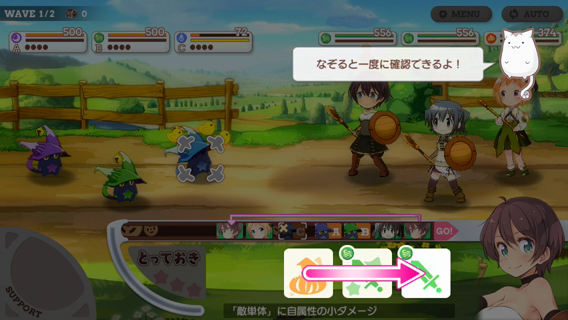 WAVE 1/2 0
MENU
AUTO
500
A
500
B
72
C
556
556
374
なぞると一度に確認できるよ！
A
B
GO!
とっておき
SUPPORT
「敵単体」に自属性の小ダメージ